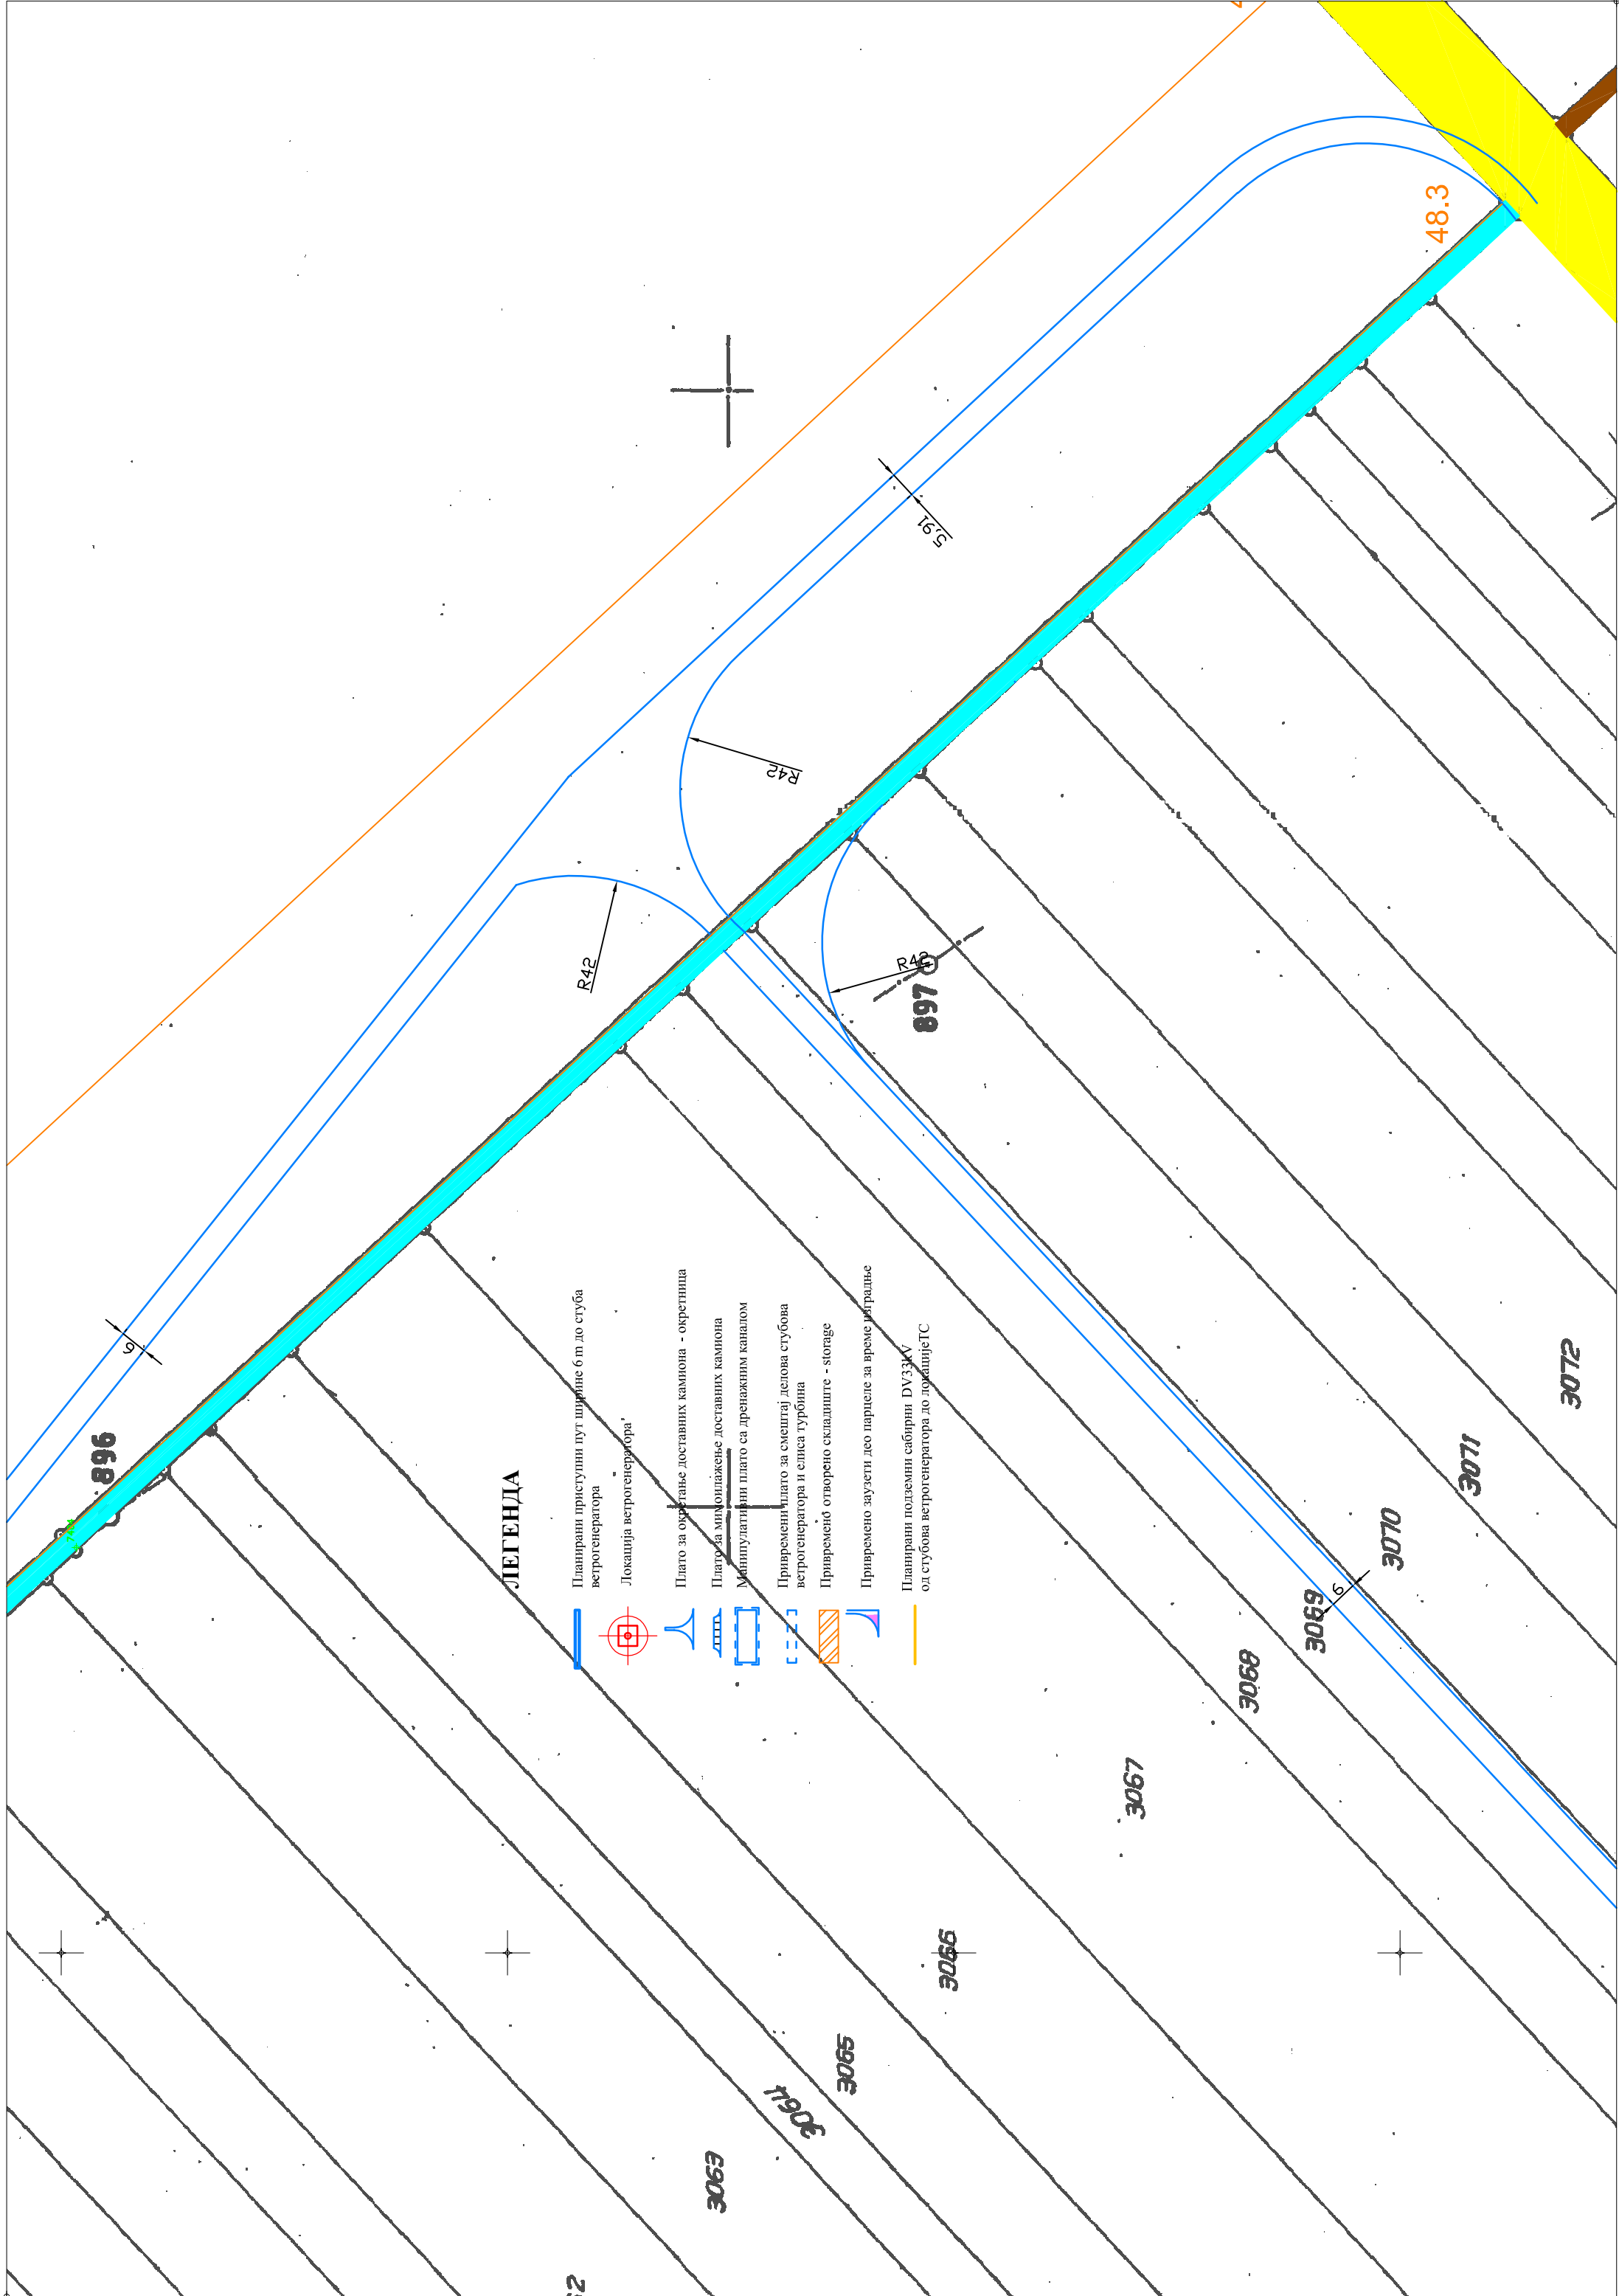 48.3
5,91
R42
R42
R42
897
6
896
ЛЕГЕНДА
Планирани приступни пут ширине 6 m до стуба
ветрогенератора
Локација ветрогенератора
Плато за окретање доставних камиона - окретница
Плато за мимоилажење доставних камиона
Манипулативни плато са дренажним каналом
Привремени плато за смештај делова стубова
ветрогенератора и елиса турбина
Привремено отворено складиште - storage
Привремено заузети део парцеле за време изградње
Планирани подземни сабирни DV33kV
од стубова ветрогенератора до локације ТС
6
3072
3071
3070
3069
3068
3067
3066
3065
3064
3063